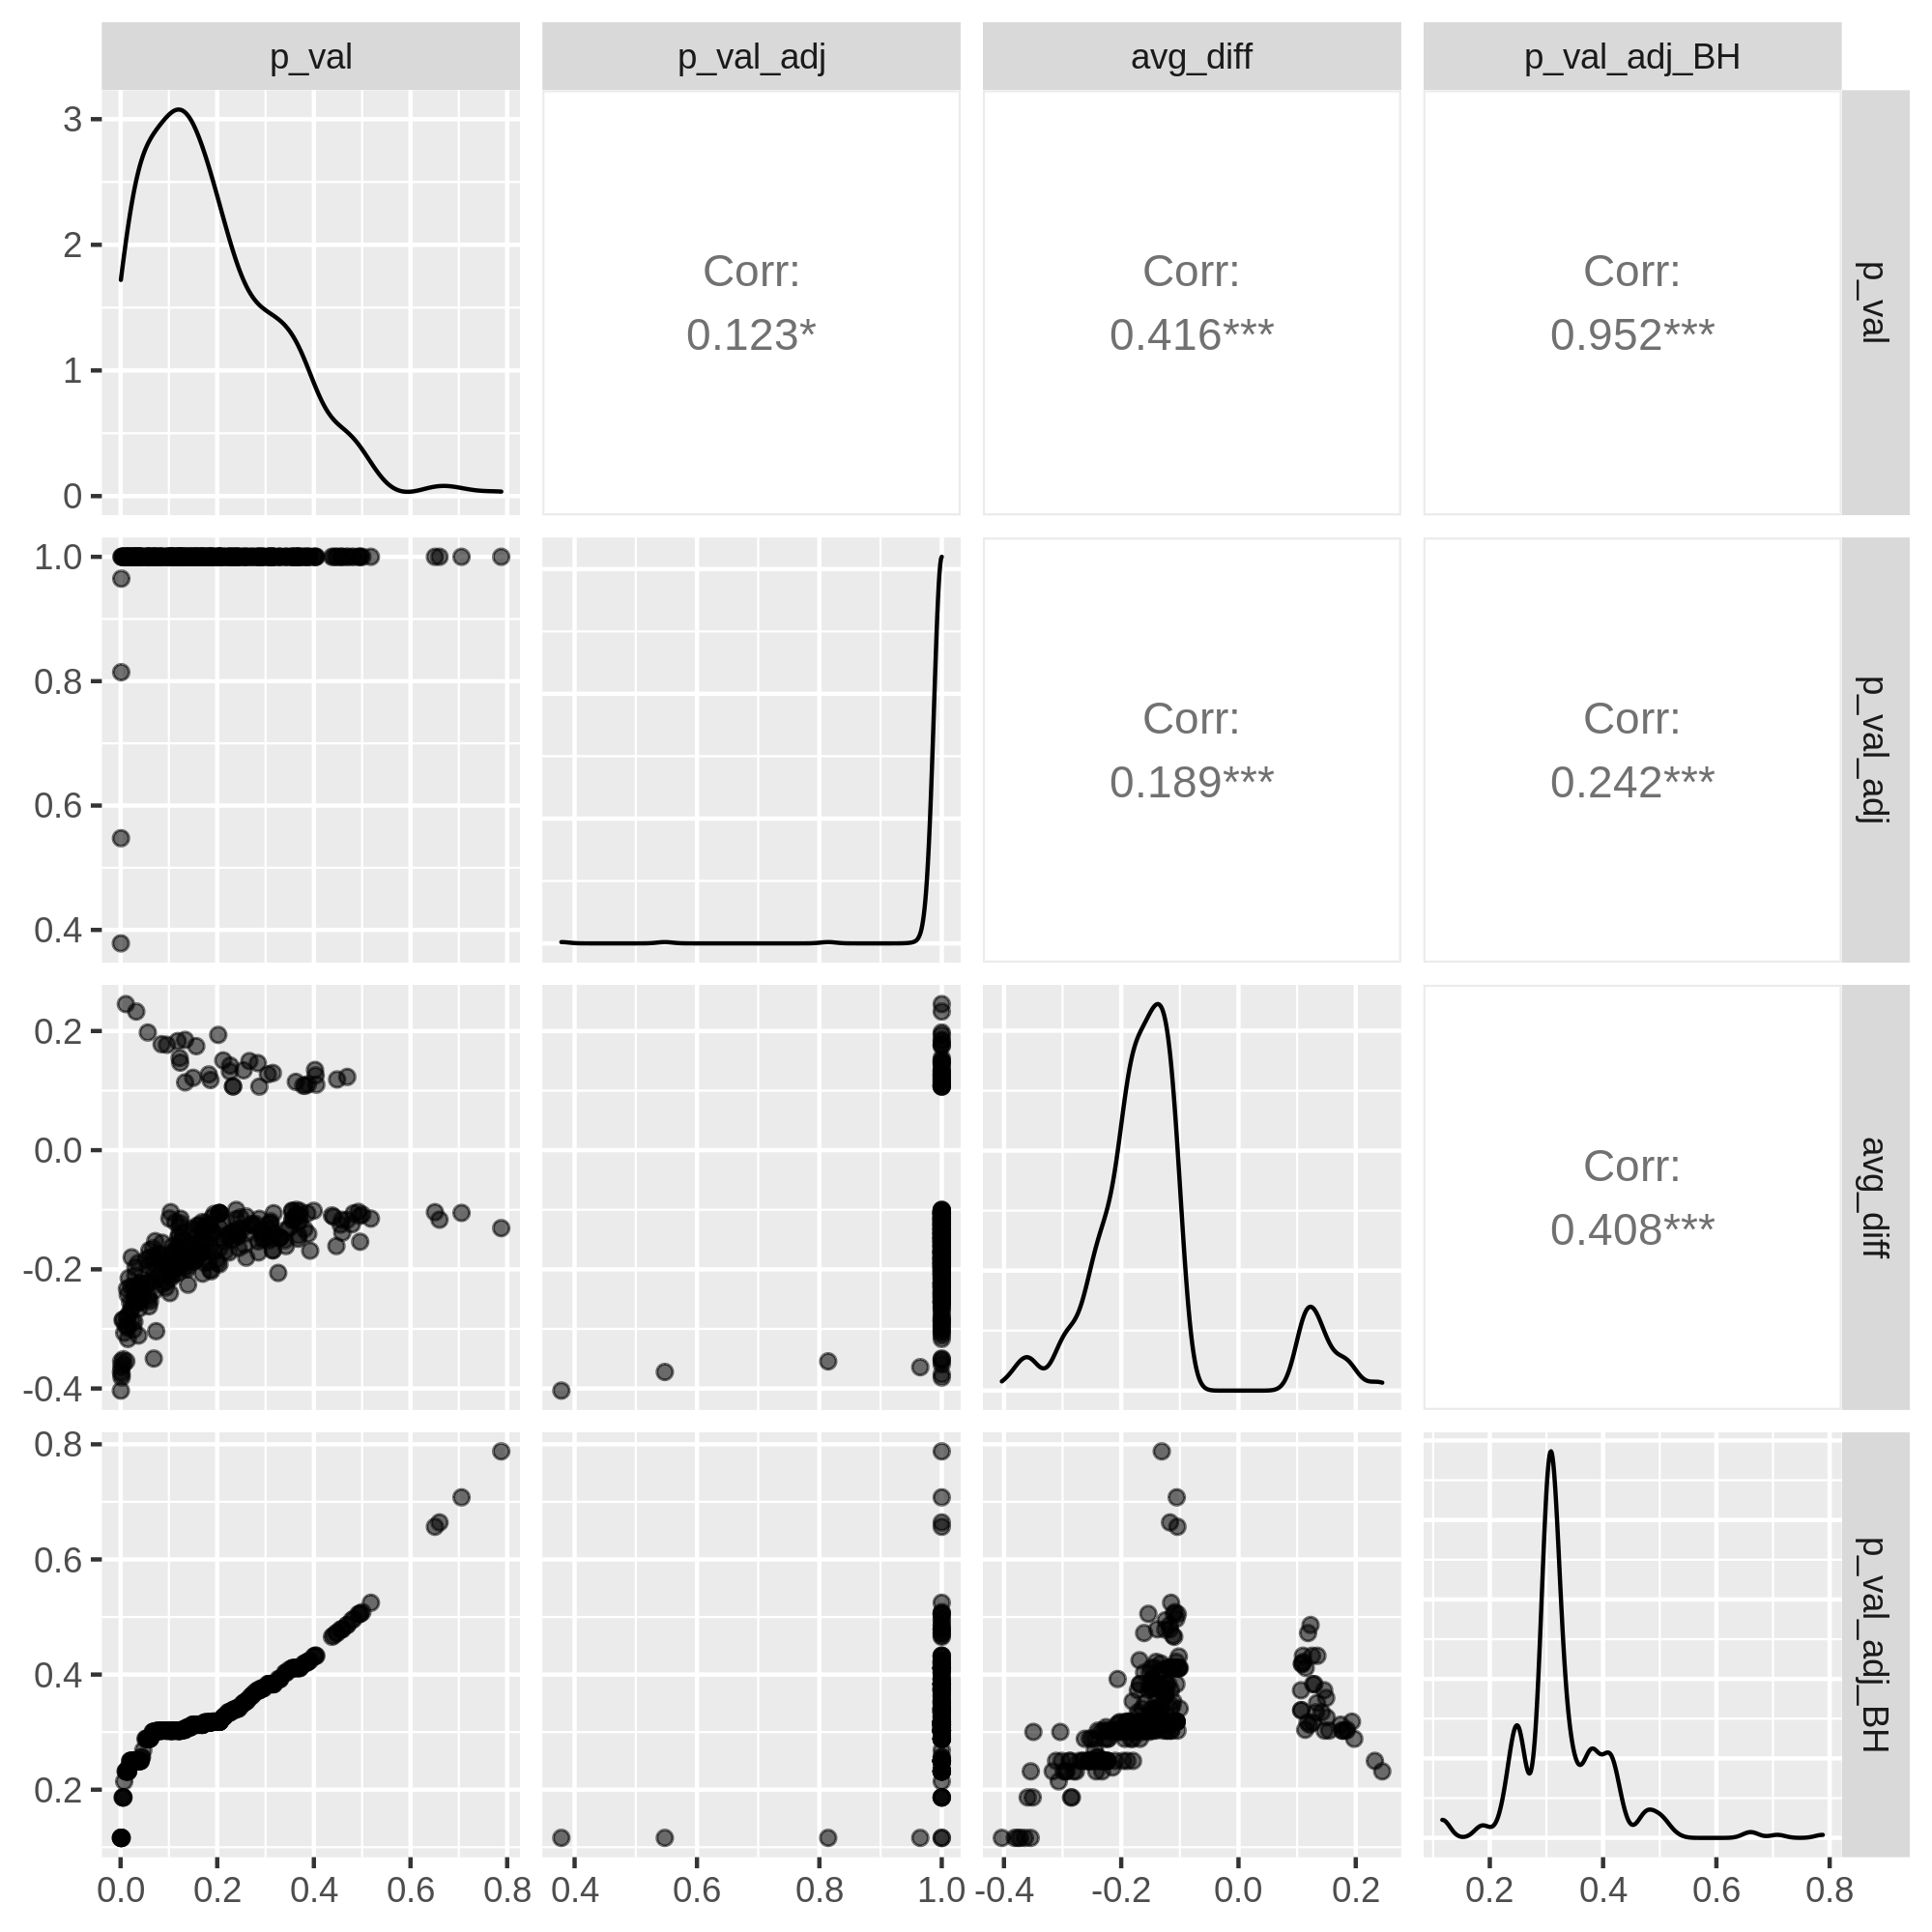 p_val p_val_adj avg_diff p_val_adj_BH
3
2
1
0
Corr:
0.123*
Corr:
0.416***
Corr:
0.952***
p_val
1.0
0.8
0.6
0.4
Corr:
0.189***
Corr:
0.242***
p_val_adj
0.2
0.0
-0.2
-0.4
Corr:
0.408***
avg_diff
0.8
0.6
0.4
0.2
p_val_adj_BH
0.0 0.2 0.4 0.6 0.8 0.4 0.6 0.8 1.0 -0.4 -0.2 0.0 0.2 0.2 0.4 0.6 0.8